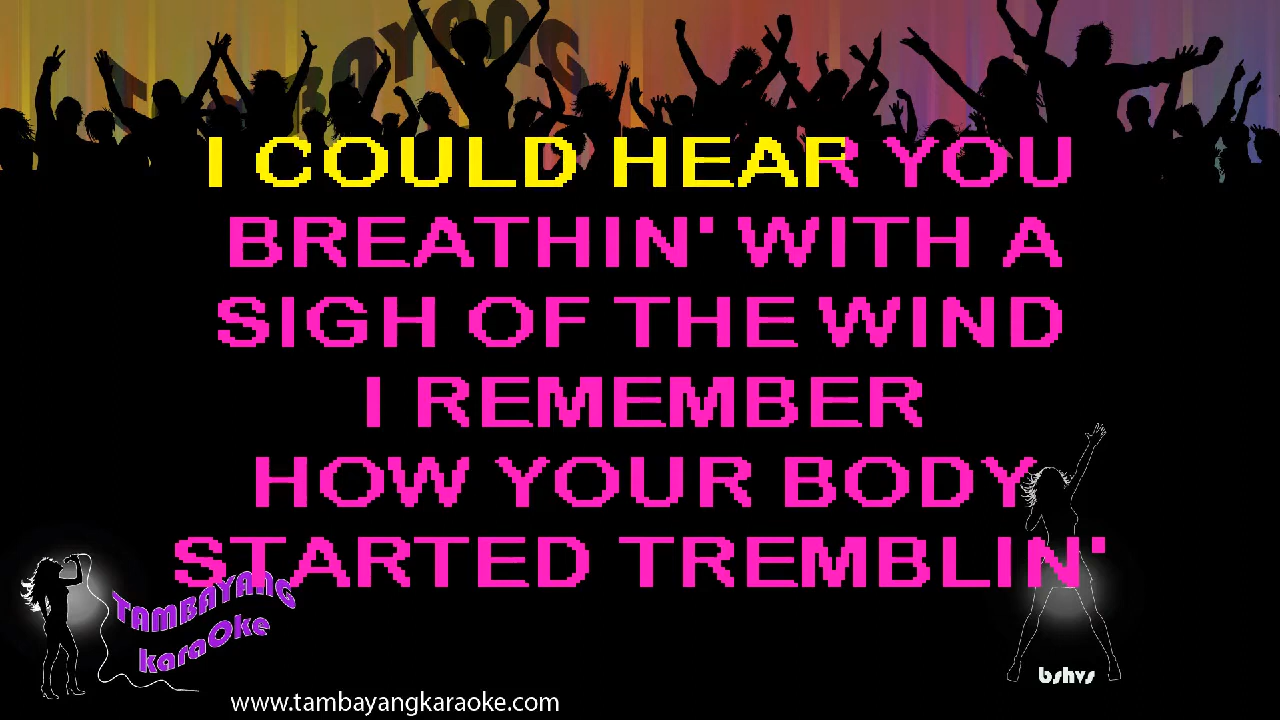 TAMBAYANG
I COULD HEAR YOU
BREATHIN' WITH A
SIGH OF THE WIND
I REMEMBER
HOW YOUR BODY
STARTED TREMBLIN'
TAMBAYANG
karaOke
bshvs
www.tambayangkaraoke.com